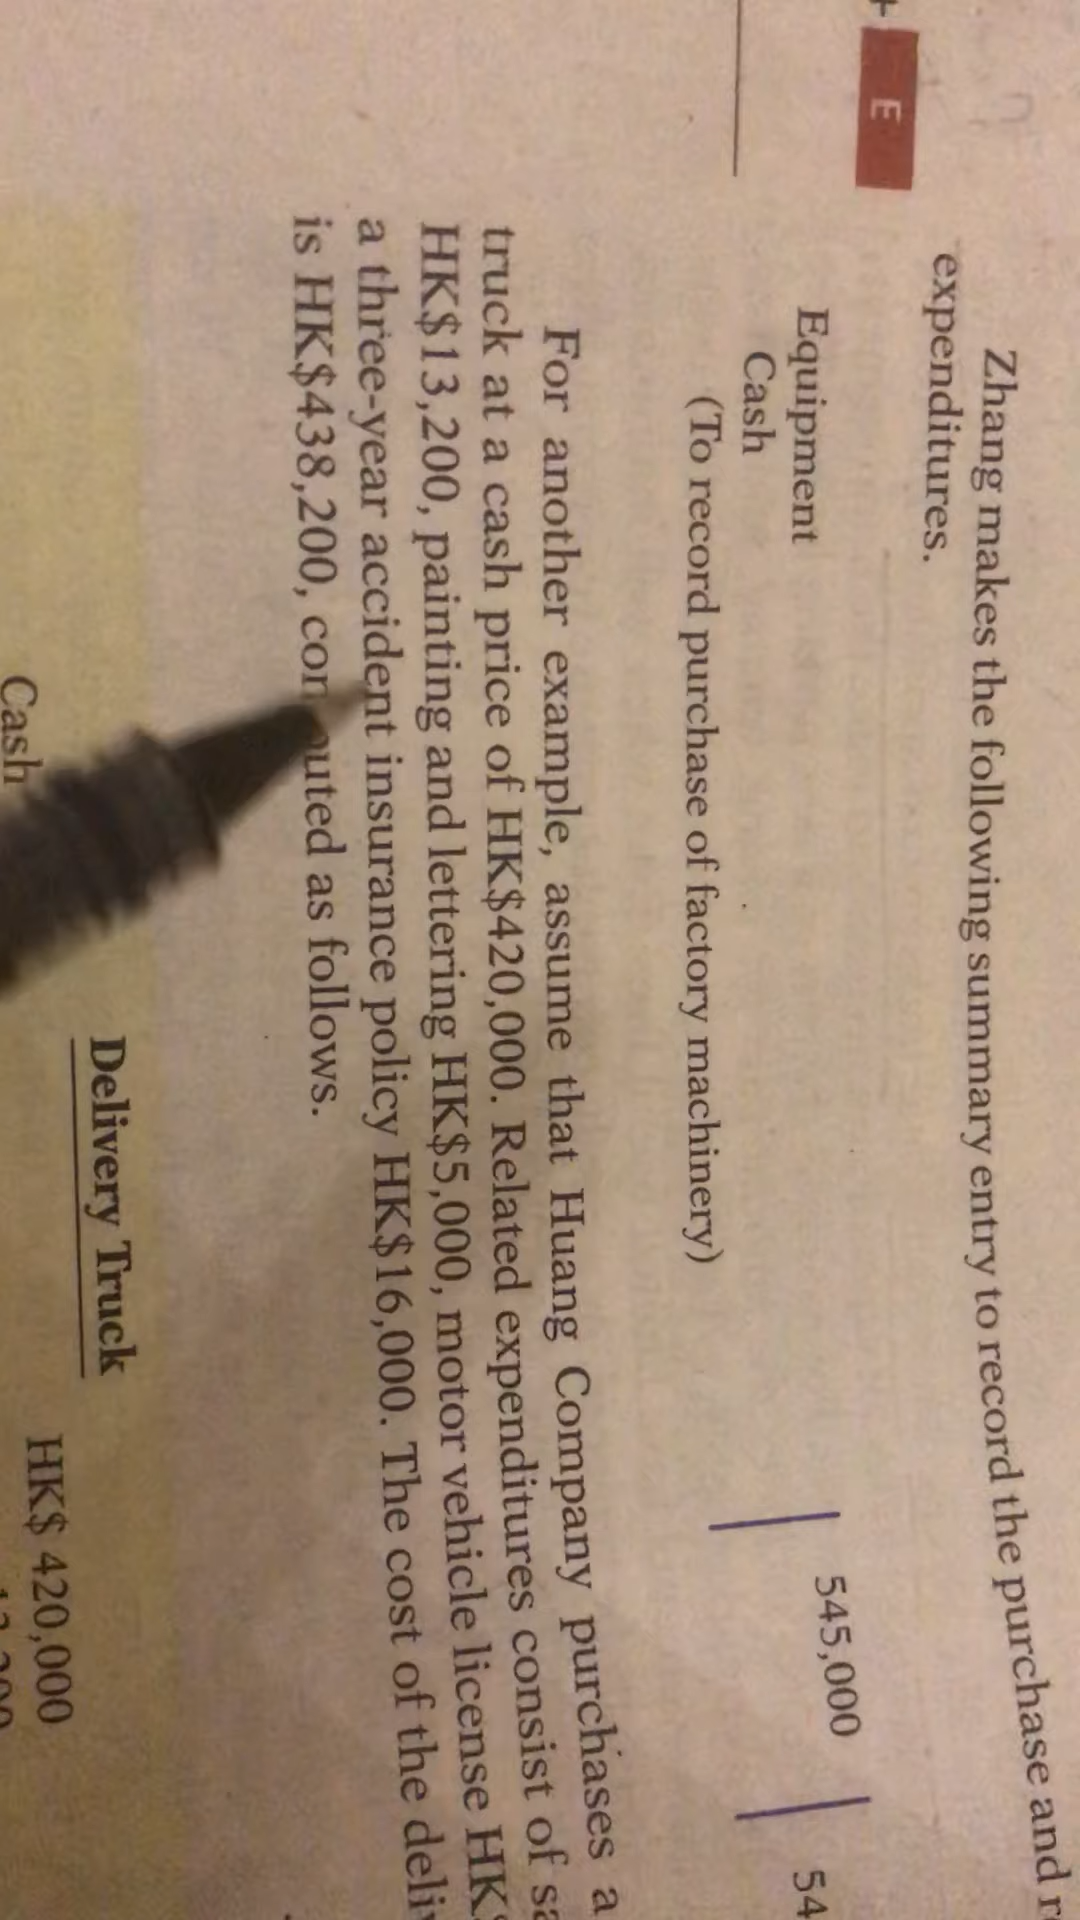 E
Zhang makes the following summary entry to record the purchase and
expenditures.
Equipment 545,000
Cash 54
(To record purchase of factory machinery)
For another example, assume that Huang Company purchases a
truck at a cash price of HK$420,000. Related expenditures consist of
HK$13,200, painting and lettering HK$5,000, motor vehicle license HK
a three-year accident insurance policy HK$16,000. The cost of the
is HK$438,200, as follows.
Delivery Truck
Cash HK$ 420,000